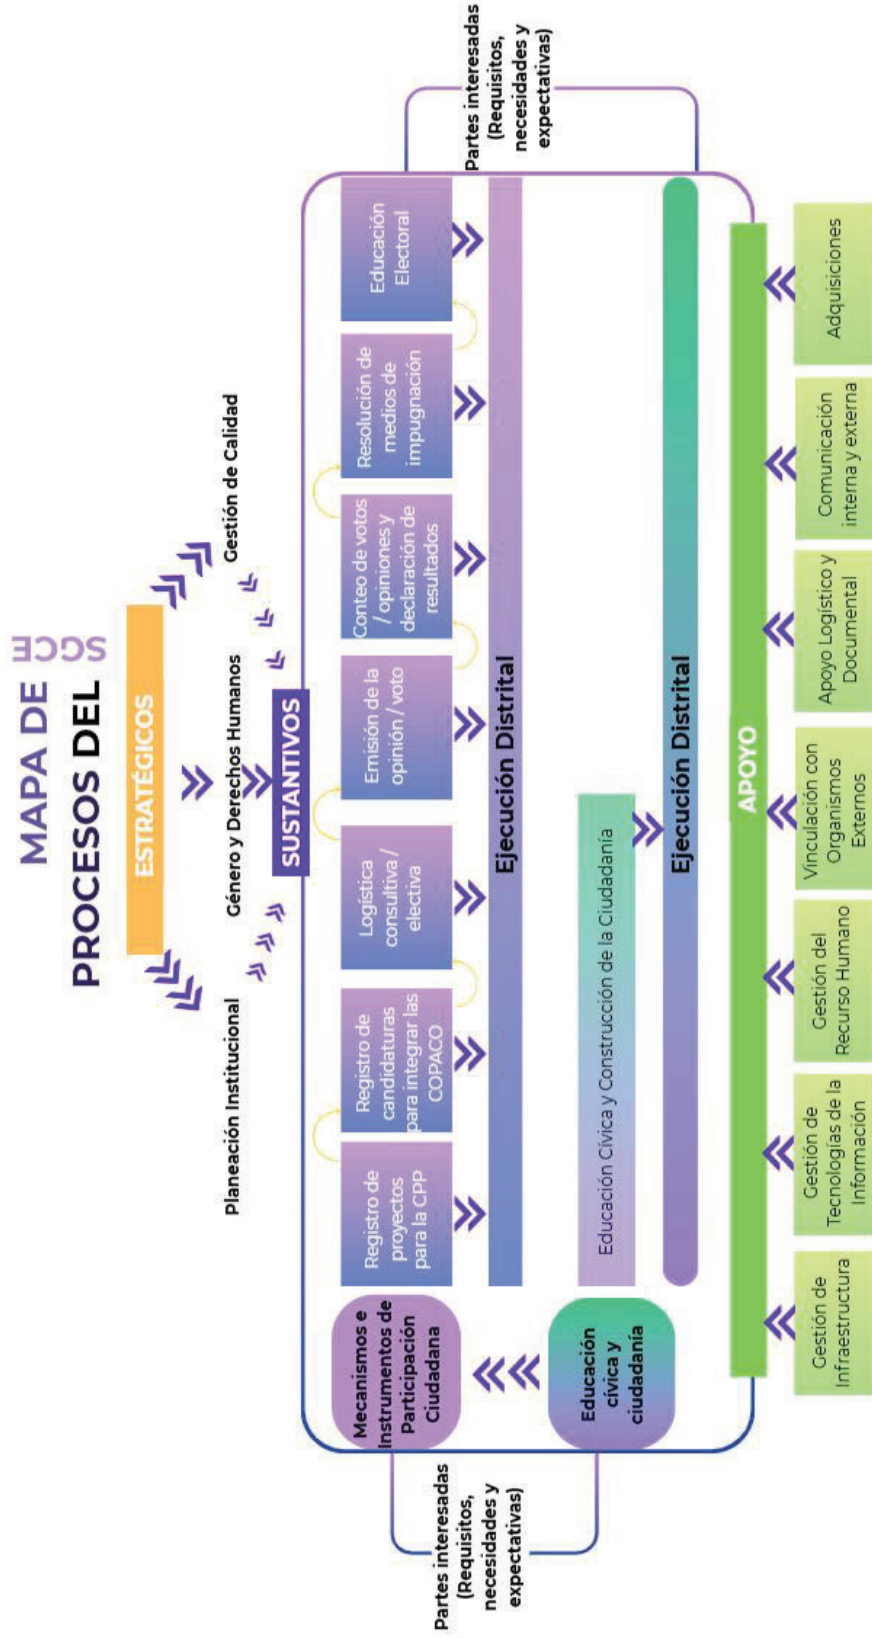 MAPA DE
PROCESOS DEL SGCE
ESTRATÉGICOS
Planeación Institucional
Género y Derechos Humanos
Gestión de Calidad
SUSTANTIVOS
Partes interesadas
(Requisitos,
necesidades y
expectativas)
Mecanismos e
Instrumentos de
Participación
Ciudadana
Registro de
proyectos
para la CPP
Registro de
candidaturas
para integrar las
COPACO
Logística
consultiva /
electiva
Emisión de la
opinión / voto
Conteo de votos
/ opiniones y
declaración de
resultados
Resolución de
medios de
impugnación
Educación
Electoral
Ejecución Distrital
Educación
cívica y
ciudadanía
Educación Cívica y Construcción de la Ciudadanía
Ejecución Distrital
Partes interesadas
(Requisitos,
necesidades y
expectativas)
APOYO
Gestión de
Infraestructura
Gestión de
Tecnologías de la
Información
Gestión del
Recurso Humano
Vinculación con
Organismos
Externos
Apoyo Logístico y
Documental
Comunicación
interna y externa
Adquisiciones